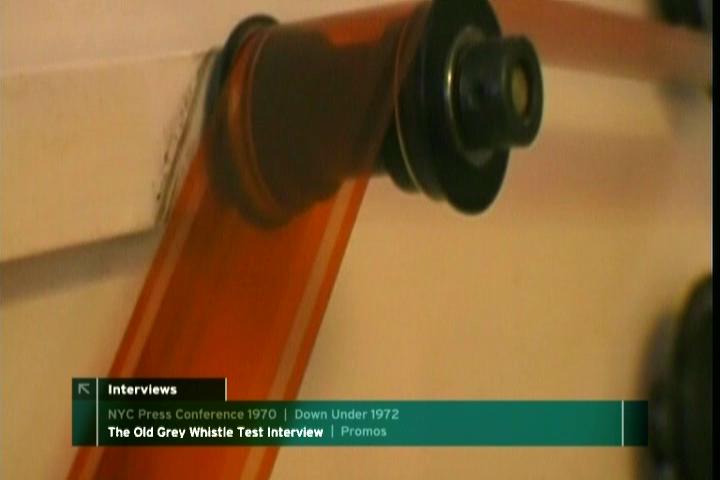 Interviews
NYC Press Conference 1970 | Down Under 1972
The Old Grey Whistle Test Interview | Promos